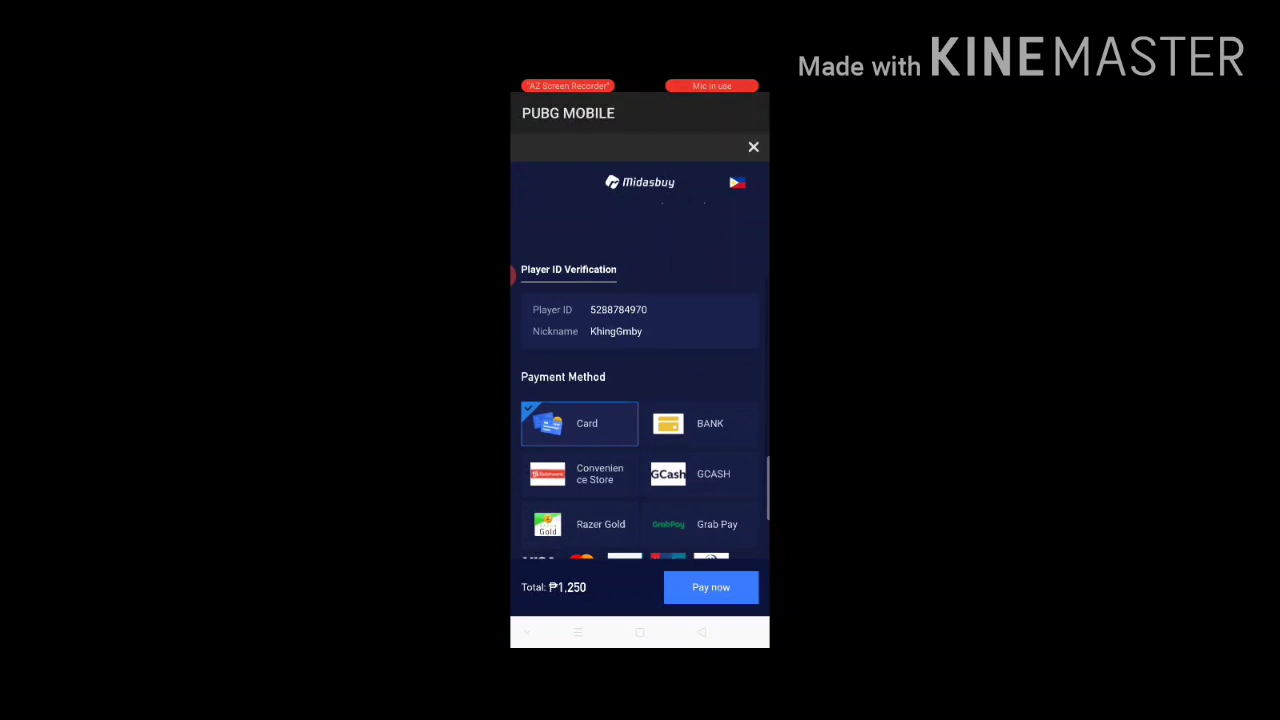 Made with KINEMASTER
"AZ Screen Recorder" Mic in use
PUBG MOBILE
Midasbuy
Player ID Verification
Player ID 5288784970
Nickname KhingGmby
Payment Method
Card BANK
Convenien
ce Store
GCash GCASH
Gold Razer Gold GrabPay Grab Pay
Total: ₱1,250 Pay now